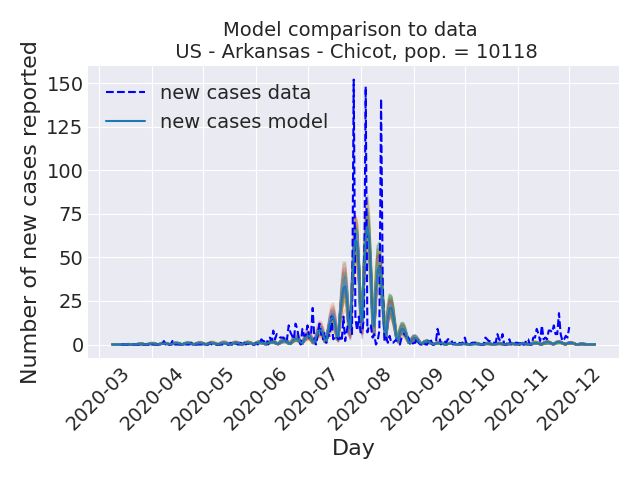 Model comparison to data
US - Arkansas - Chicot, pop. = 10118
Number of new cases reported
150
125
100
75
50
25
0
new cases data
new cases model
2020-03
2020-04
2020-05
2020-06
2020-07
2020-08
2020-09
2020-10
2020-11
2020-12
Day